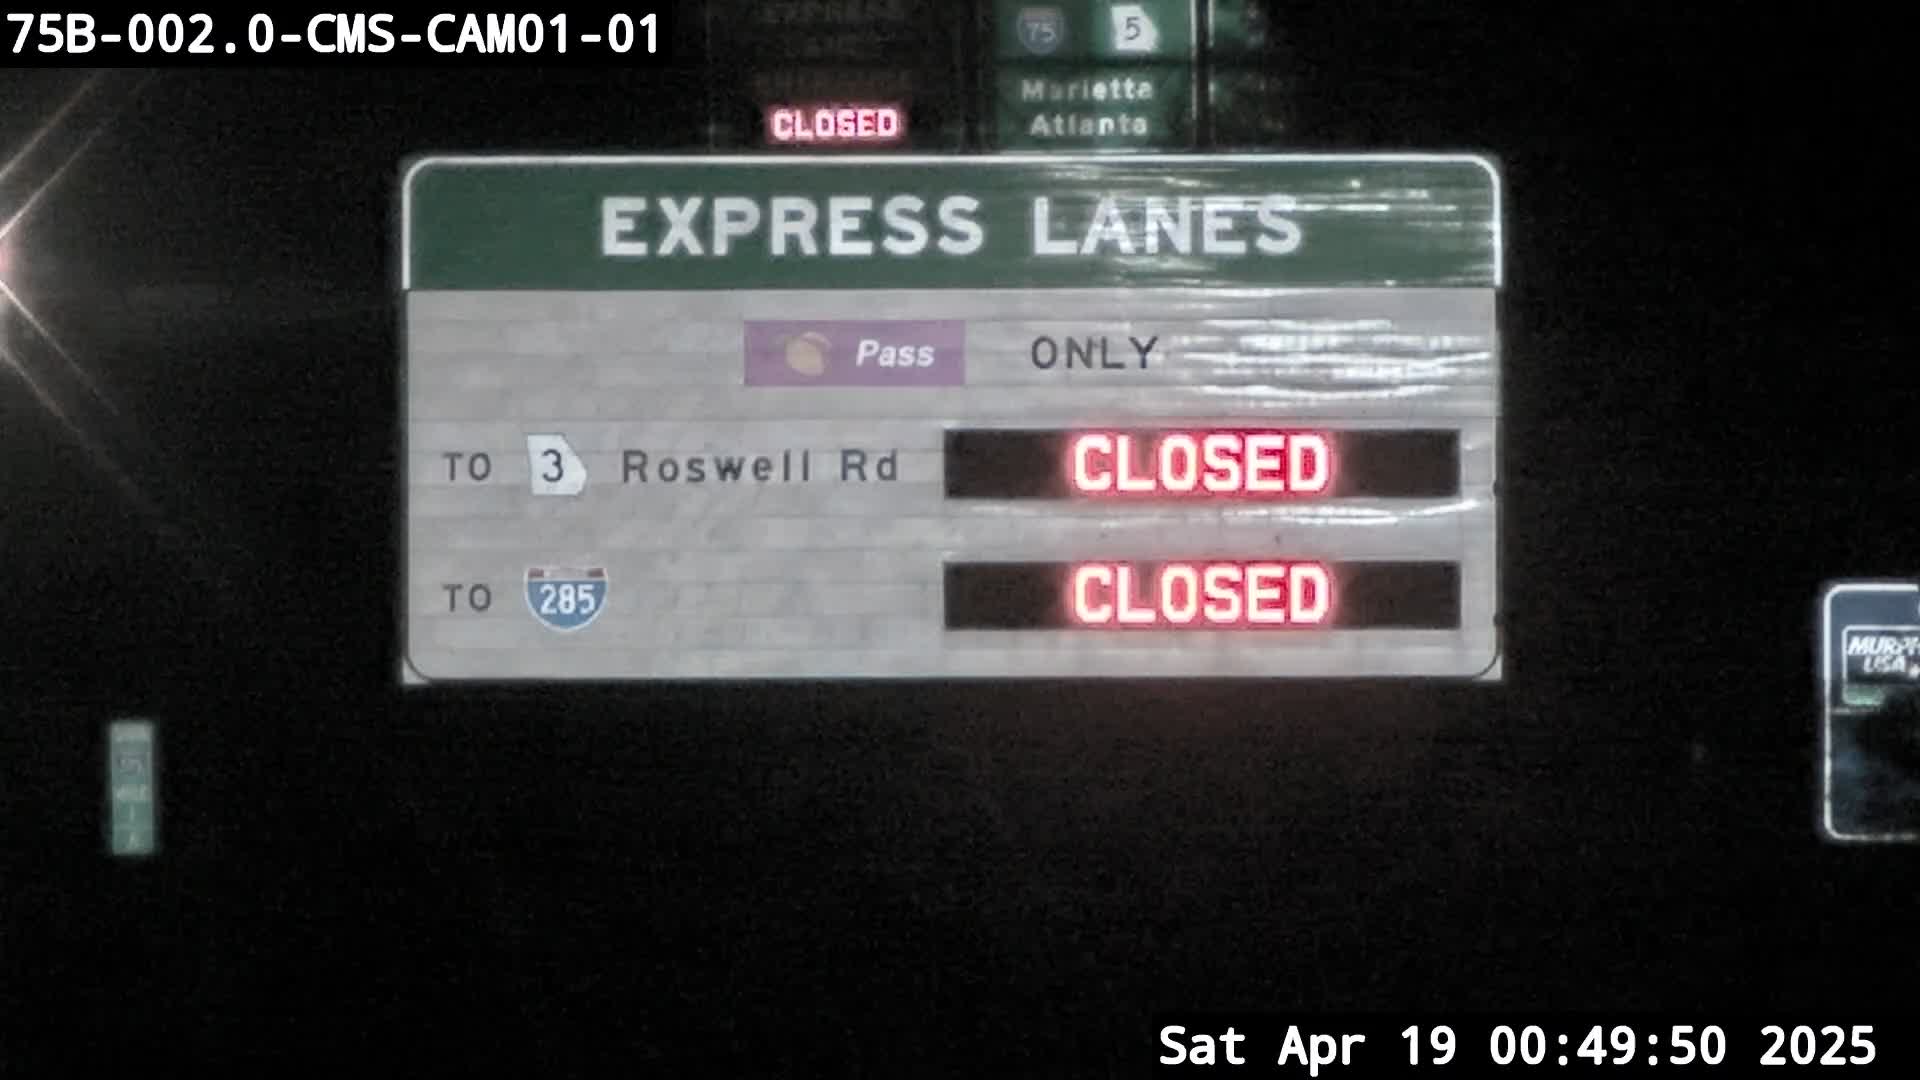 75B-002.0-CMS-CAM01-01
75 5
Marietta
Atlanta
CLOSED
EXPRESS LANES
Pass ONLY
TO 3 Roswell Rd CLOSED
TO 285 CLOSED
USA
Sat Apr 19 00:49:50 2025